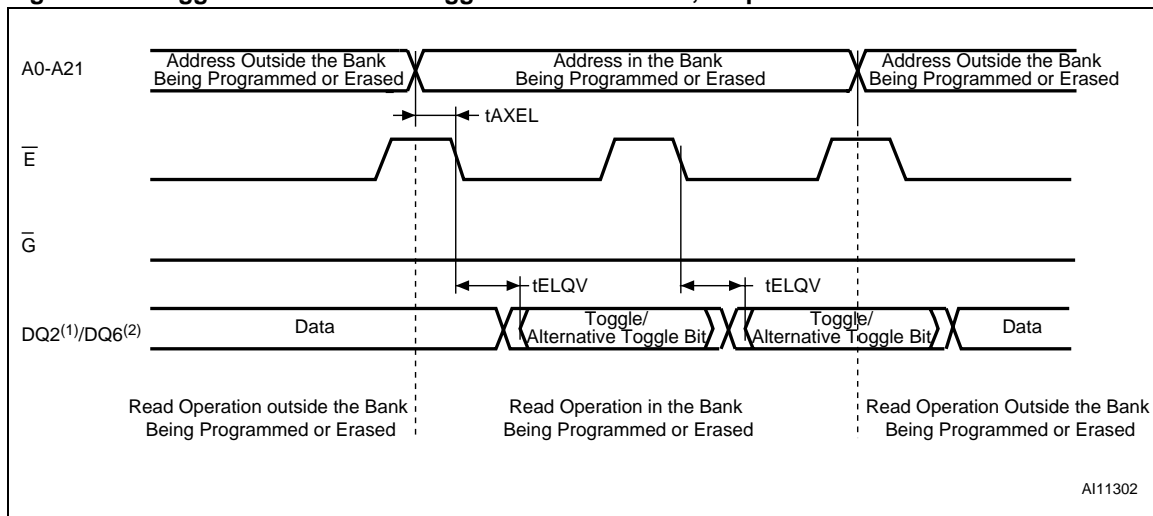 A0-A21
Address Outside the Bank
Being Programmed or Erased
Address in the Bank
Being Programmed or Erased
Address Outside the Bank
Being Programmed or Erased
tAXEL
E
G
tELQV
tELQV
DQ2(1)/DQ6(2)
Data
Toggle/
Alternative Toggle Bit
Toggle/
Alternative Toggle Bit
Data
Read Operation outside the Bank
Being Programmed or Erased
Read Operation in the Bank
Being Programmed or Erased
Read Operation Outside the Bank
Being Programmed or Erased
AI11302